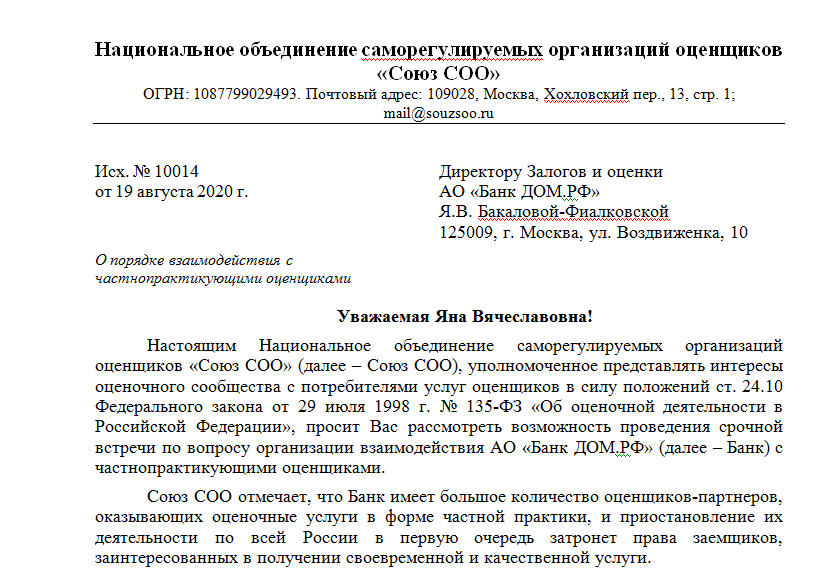 Национальное объединение саморегулируемых организаций оценщиков
«Союз СОО»
ОГРН: 1087799029493. Почтовый адрес: 109028, Москва, Хохловский пер., 13, стр. 1;
mail@souzsoo.ru
Исх. № 10014
от 19 августа 2020 г.
Директору Залогов и оценки
АО «Банк ДОМ.РФ»
Я.В. Бакаловой-Фиалковской
125009, г. Москва, ул. Воздвиженка, 10
О порядке взаимодействия с
частнопрактикующими оценщиками
Уважаемая Яна Вячеславовна!
Настоящим Национальное объединение саморегулируемых организаций
оценщиков «Союз СОО» (далее – Союз СОО), уполномоченное представлять интересы
оценочного сообщества с потребителями услуг оценщиков в силу положений ст. 24.10
Федерального закона от 29 июля 1998 г. № 135-ФЗ «Об оценочной деятельности в
Российской Федерации», просит Вас рассмотреть возможность проведения срочной
встречи по вопросу организации взаимодействия АО «Банк ДОМ.РФ» (далее – Банк) с
частнопрактикующими оценщиками.
Союз СОО отмечает, что Банк имеет большое количество оценщиков-партнеров,
оказывающих оценочные услуги в форме частной практики, и приостановление их
деятельности по всей России в первую очередь затронет права заемщиков,
заинтересованных в получении своевременной и качественной услуги.